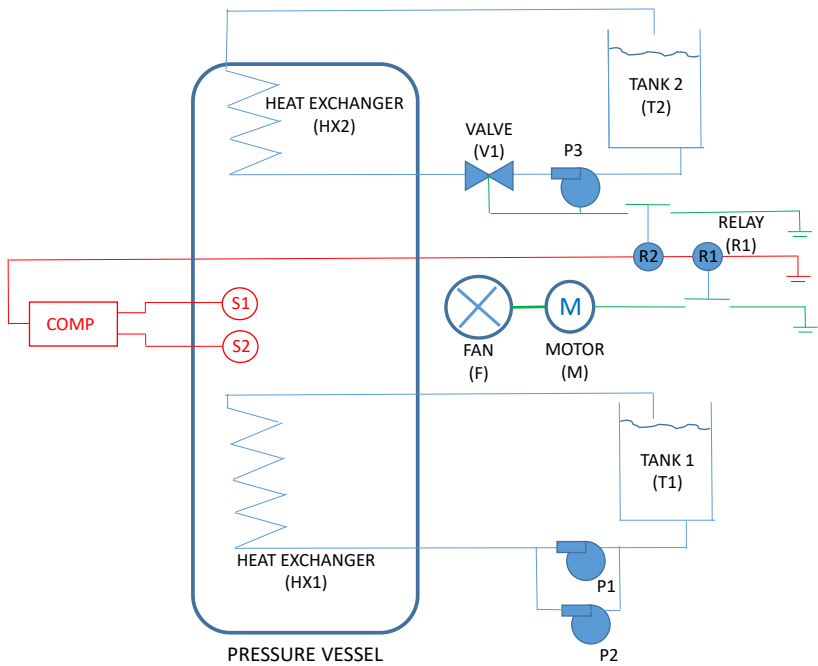 TANK 2
(T2)
HEAT EXCHANGER
(HX2)
VALVE
(V1)
P3
RELAY
(R1)
R2
R1
S1
COMP
S2
M
FAN
(F)
MOTOR
(M)
TANK 1
(T1)
HEAT EXCHANGER
(HX1)
P1
P2
PRESSURE VESSEL